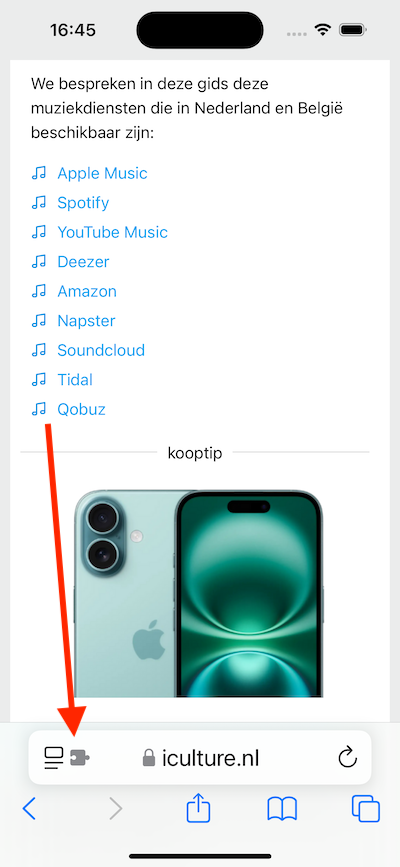 16:45
We bespreken in deze gids deze
muziekdiensten die in Nederland en België
beschikbaar zijn:
Apple Music
Spotify
YouTube Music
Deezer
Amazon
Napster
Soundcloud
Tidal
Qobuz
kooptip
iculture.nl